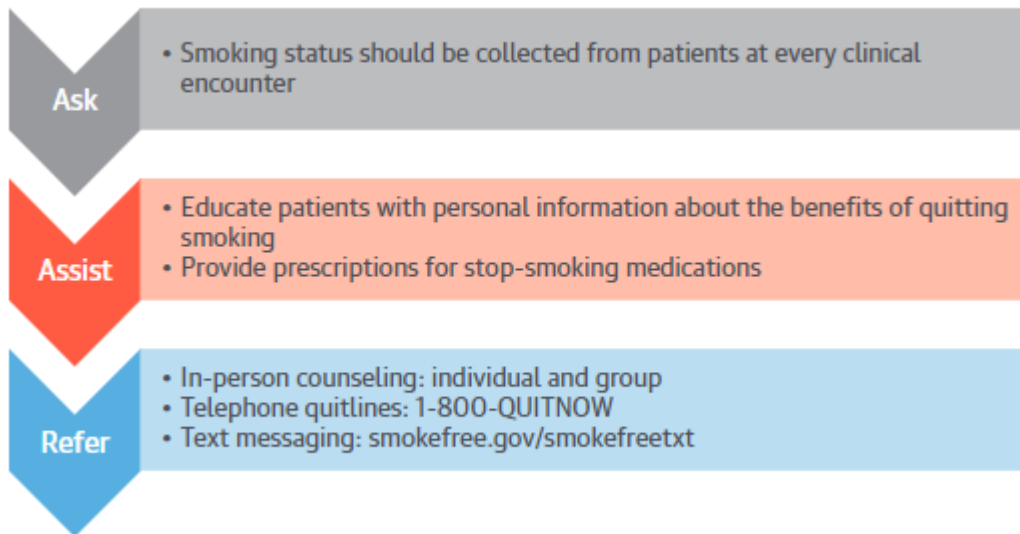 Ask
• Smoking status should be collected from patients at every clinical
encounter
Assist
• Educate patients with personal information about the benefits of quitting
smoking
• Provide prescriptions for stop-smoking medications
Refer
• In-person counseling: individual and group
• Telephone quitlines: 1-800-QUITNOW
• Text messaging: smokefree.gov/smokefreetxt